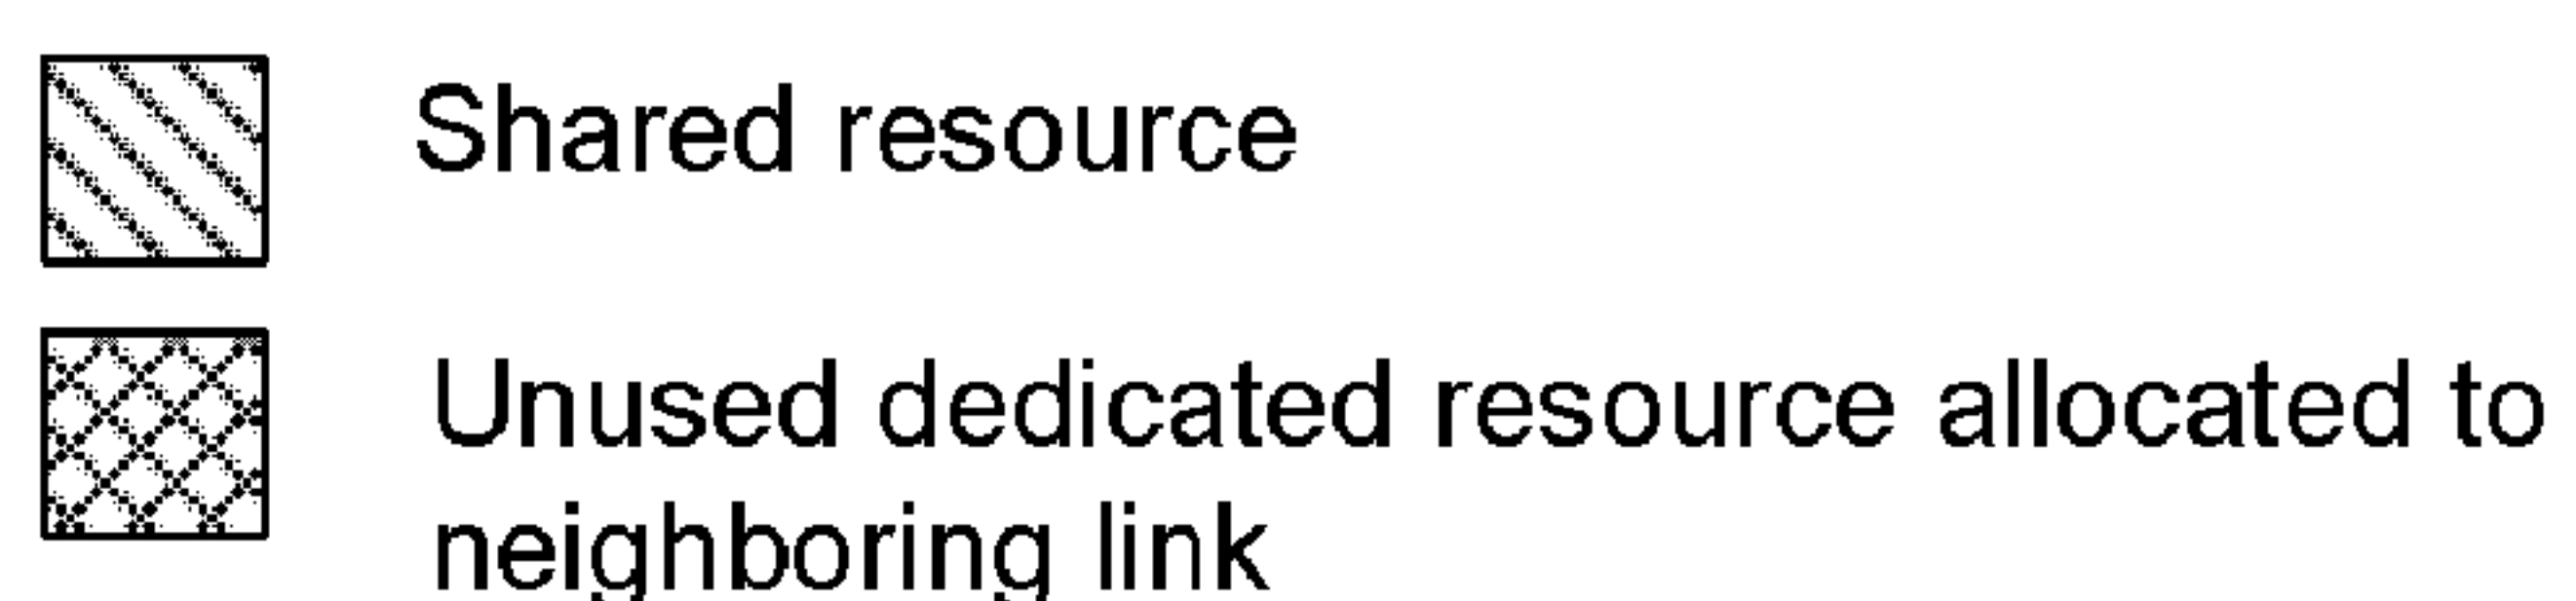 Shared resource
Unused dedicated resource allocated to
neighboring link